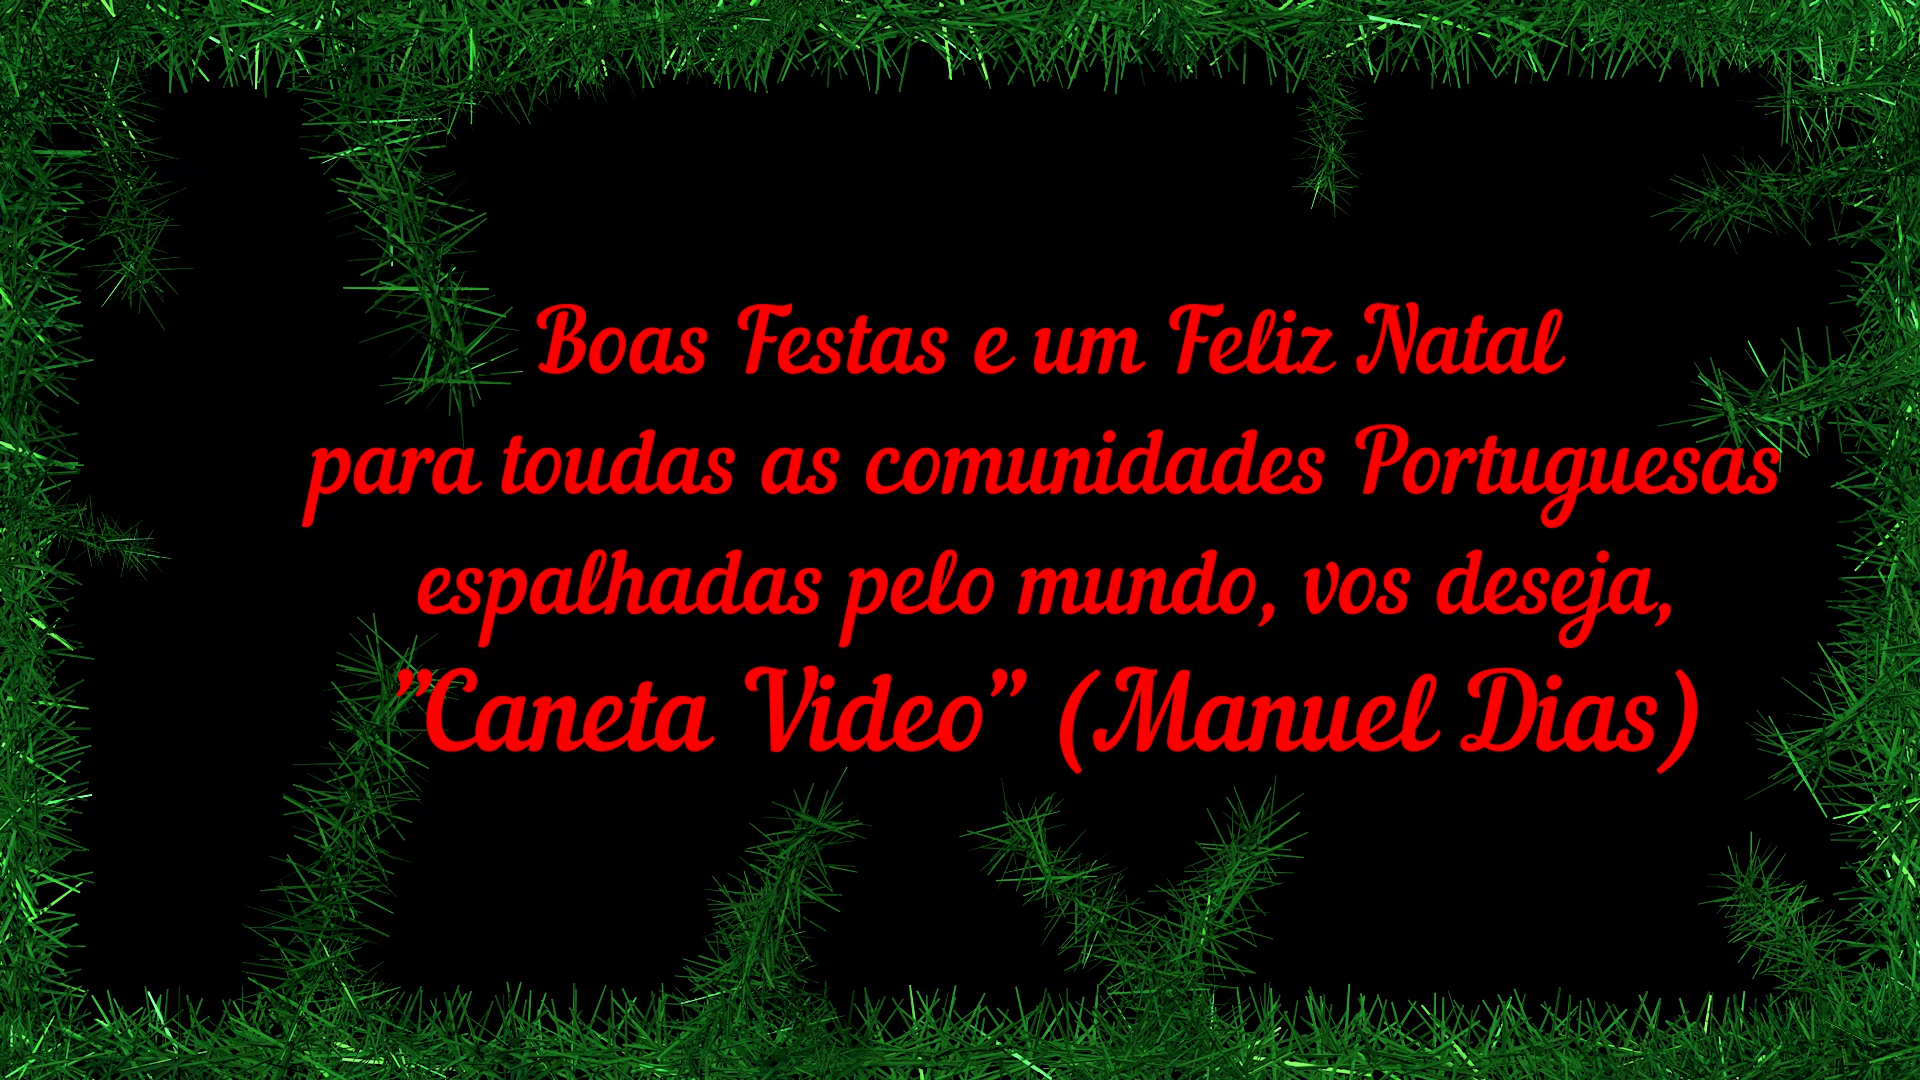 Boas Festas e um Feliz Natal
para toudas as comunidades Portuguesas
espalhadas pelo mundo, vos deseja,
"Caneta Video" (Manuel Dias)